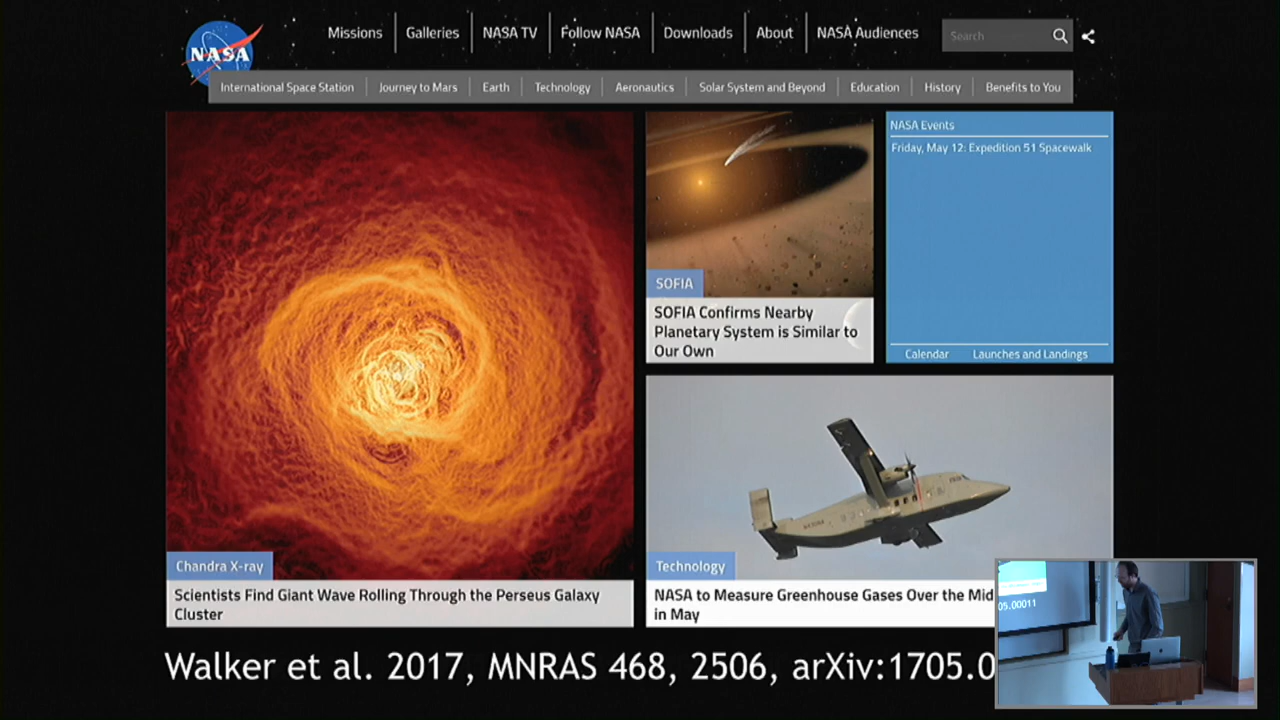 NASA
Missions
Galleries
NASA TV
Follow NASA
Downloads
About
NASA Audiences
Search
International Space Station
Journey to Mars
Earth
Technology
Aeronautics
Solar System and Beyond
Education
History
Benefits to You
Chandra X-ray
Scientists Find Giant Wave Rolling Through the Perseus Galaxy
Cluster
SOFIA
SOFIA Confirms Nearby
Planetary System is Similar to
Our Own
NASA Events
Friday, May 12: Expedition 51 Spacewalk
Calendar
Launches and Landings
Technology
NASA to Measure Greenhouse Gases Over the Mid
in May
Walker et al. 2017, MNRAS 468, 2506, arXiv:1705.0
05.00011